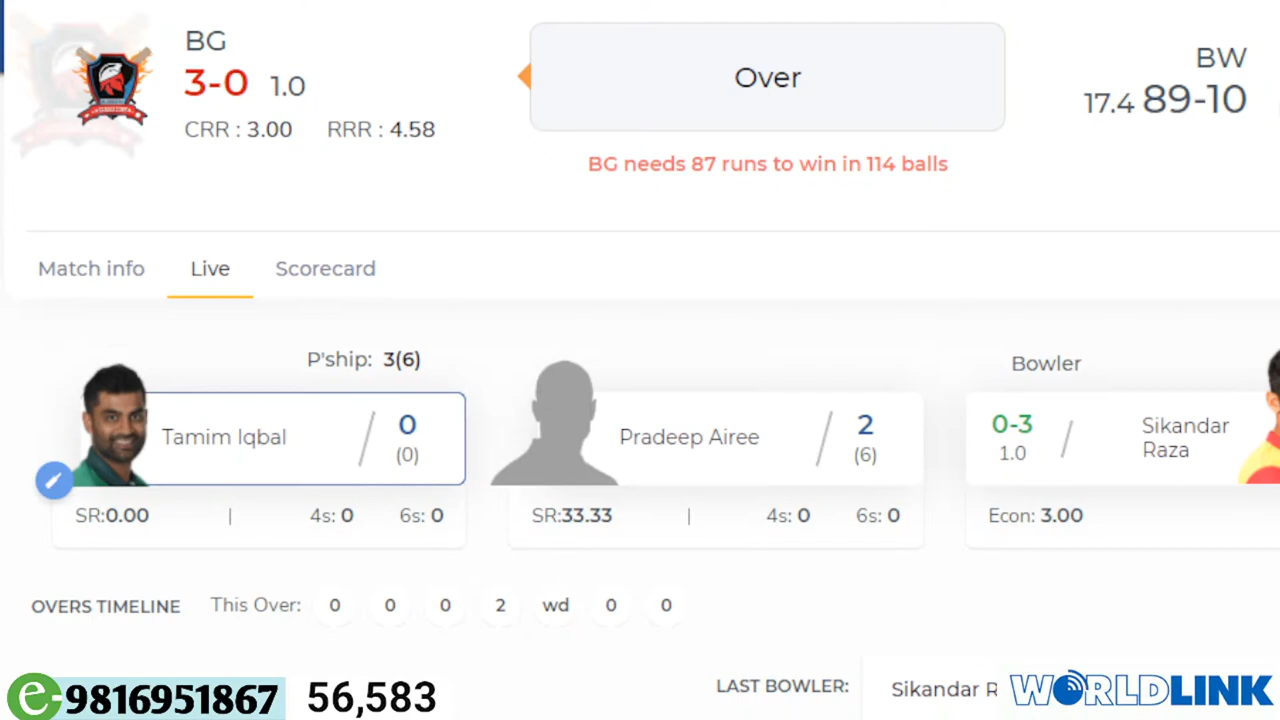 BG
3-0 1.0
CRR : 3.00 RRR : 4.58
Over
BG needs 87 runs to win in 114 balls
BW
17.4 89-10
Match info Live Scorecard
P'ship: 3(6)
Tamim Iqbal 0
(0)
SR:0.00 | 4s: 0 6s: 0
Pradeep Airee 2
(6)
SR:33.33 | 4s: 0 6s: 0
Bowler
0-3
1.0
Sikandar
Raza
Econ: 3.00
OVERS TIMELINE This Over: 0 0 0 2 wd 0 0
LAST BOWLER: Sikandar R
e-9816951867 56,583
WORLDLINK